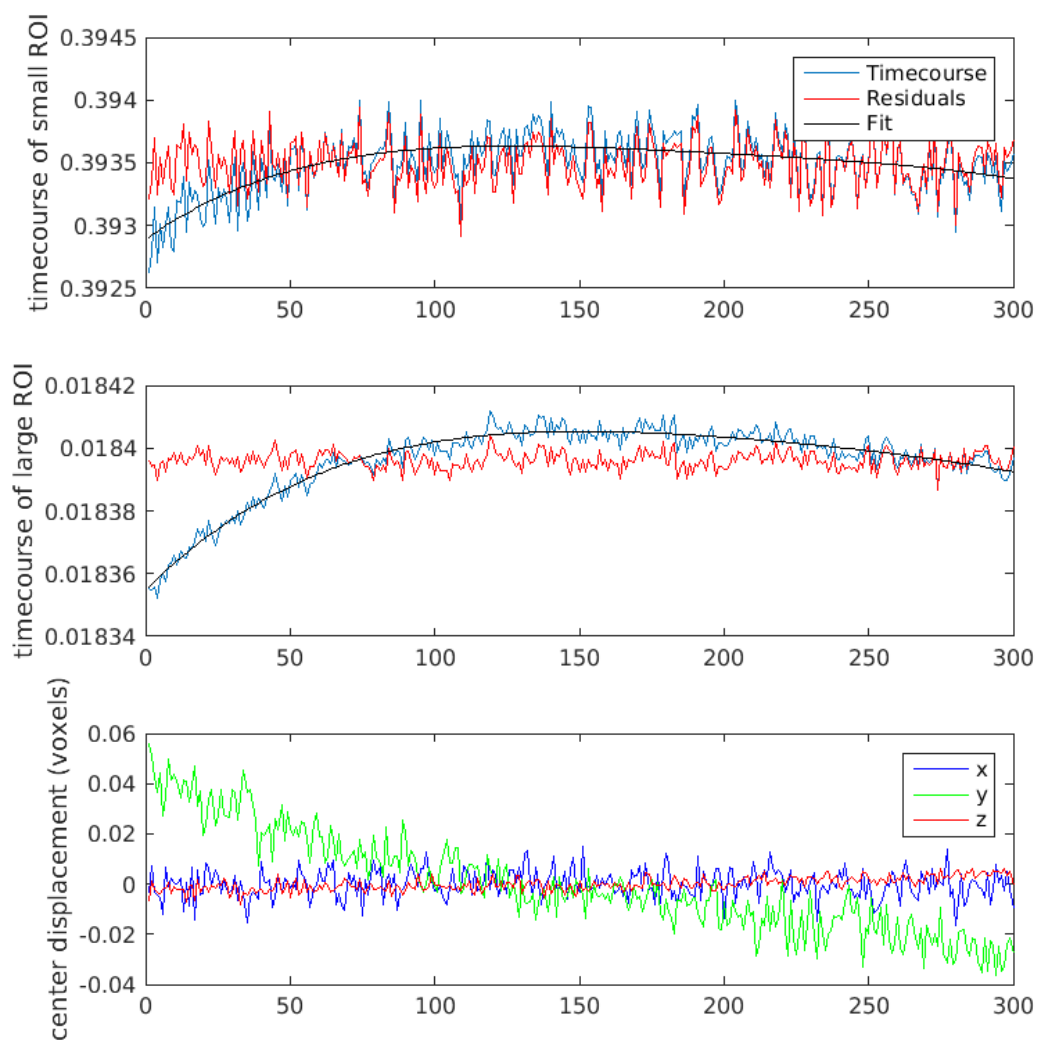 timecourse of small ROI
0.3945
0.394
0.3935
0.393
0.3925
Timecourse
Residuals
Fit
0 50 100 150 200 250 300
timecourse of large ROI
0.01842
0.0184
0.01838
0.01836
0.01834
0 50 100 150 200 250 300
center displacement (voxels)
0.06
0.04
0.02
0
-0.02
-0.04
x
y
z
0 50 100 150 200 250 300